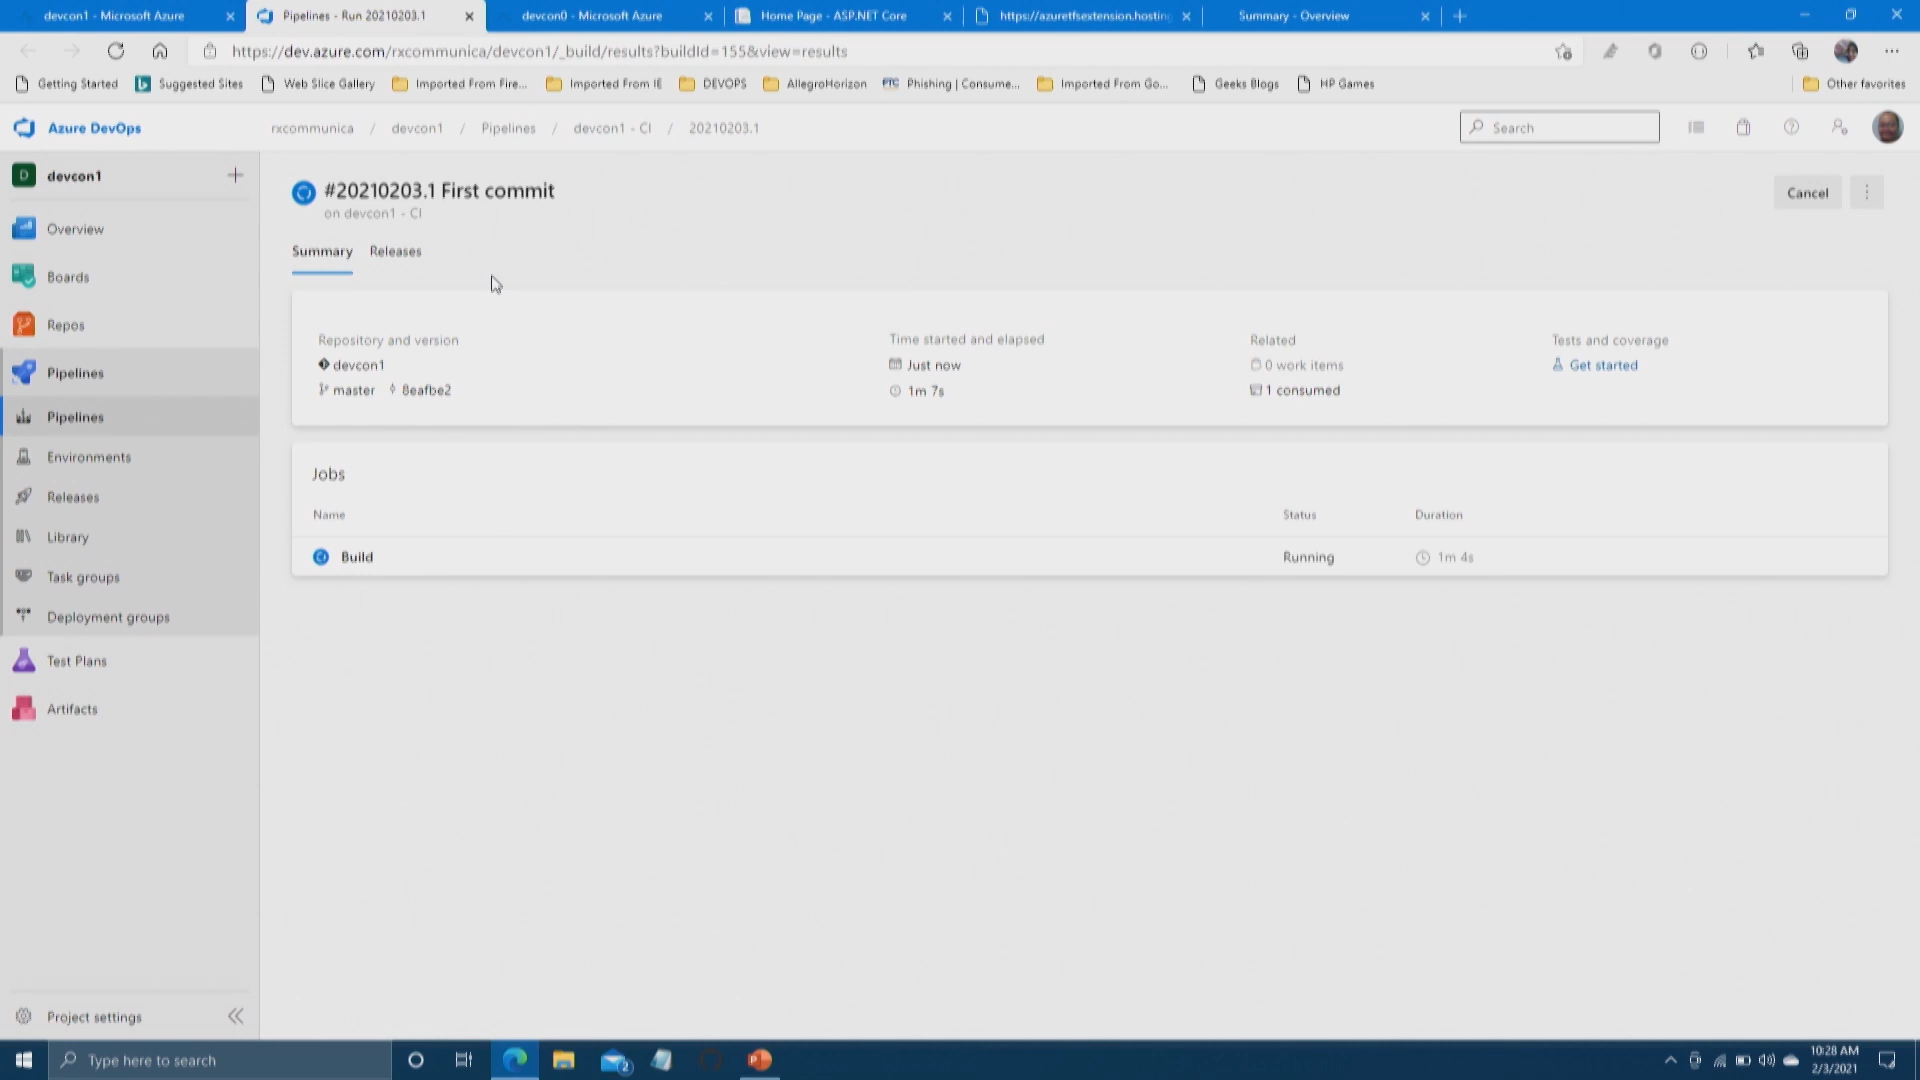 devcon1 - Microsoft Azure
Pipelines - Run 20210203.1
devcon0 - Microsoft Azure
Home Page - ASP.NET Core
https://azuretfsextension.hosting
Summary - Overview
https://dev.azure.com/rxcommunica/devcon1/_build/results?buildId=155&view=results
Getting Started
Suggested Sites
Web Slice Gallery
Imported From Fire...
Imported From IE
DEVOPS
AllegroHorizon
FTC Phishing | Consume...
Imported From Go...
Geeks Blogs
HP Games
Other favorites
Azure DevOps
rxcommunica / devcon1 / Pipelines / devcon1 - CI / 20210203.1
Search
D devcon1
Overview
Boards
Repos
Pipelines
Pipelines
Environments
Releases
Library
Task groups
Deployment groups
Test Plans
Artifacts
Project settings
#20210203.1 First commit
on devcon1 - CI
Cancel
Summary Releases
Repository and version
devcon1
master 8eafbe2
Time started and elapsed
Just now
1m 7s
Related
0 work items
1 consumed
Tests and coverage
Get started
Jobs
Name Status Duration
Build Running 1m 4s
Type here to search
2
10:28 AM
2/3/2021